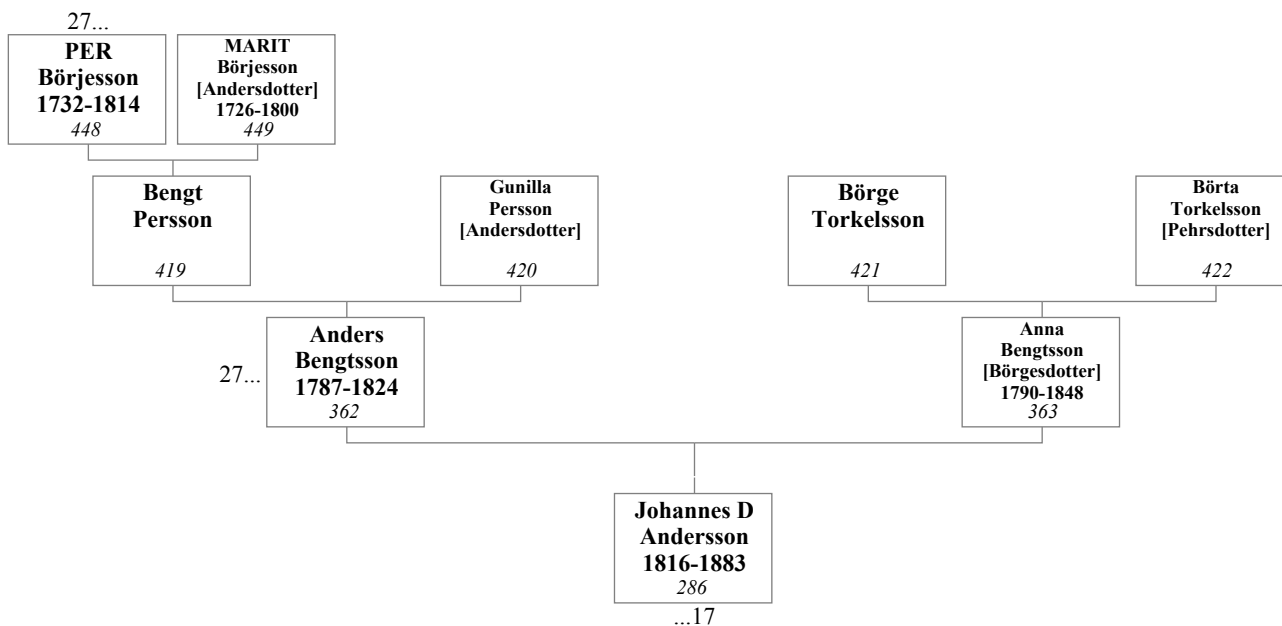 27...
PER
Börjesson
1732-1814
448
MARIT
Börjesson
[Andersdotter]
1726-1800
449
Bengt
Persson
419
Gunilla
Persson
[Andersdotter]
420
Börge
Torkelsson
421
Börta
Torkelsson
[Pehrsdotter]
422
27...
Anders
Bengtsson
1787-1824
362
Anna
Bengtsson
[Börgesdotter]
1790-1848
363
Johannes D
Andersson
1816-1883
286
...17